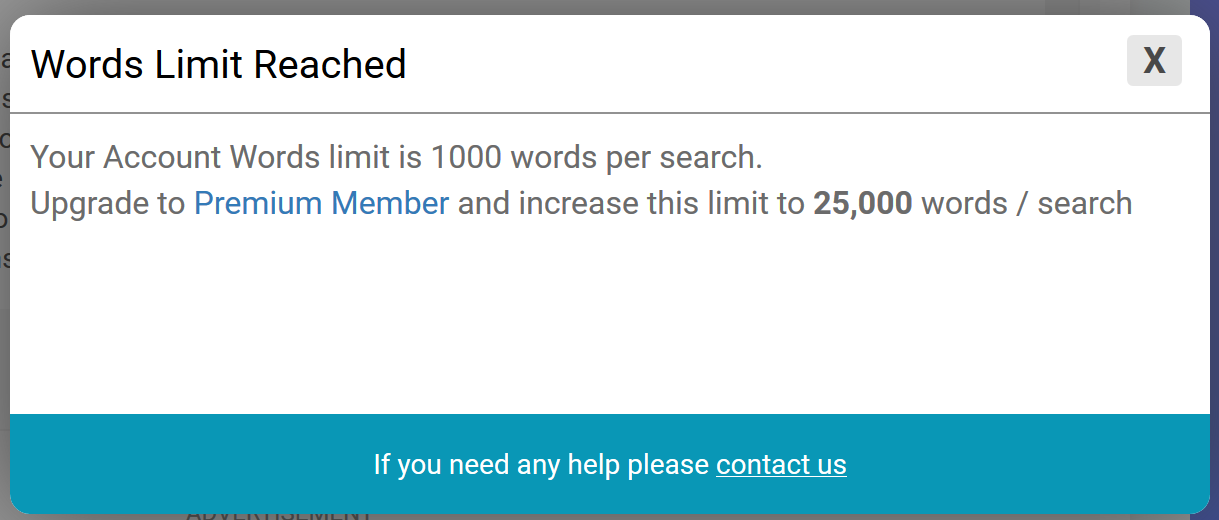 Words Limit Reached
X
Your Account Words limit is 1000 words per search.
Upgrade to Premium Member and increase this limit to 25,000 words / search
If you need any help please contact us
ADVERTISEMENT